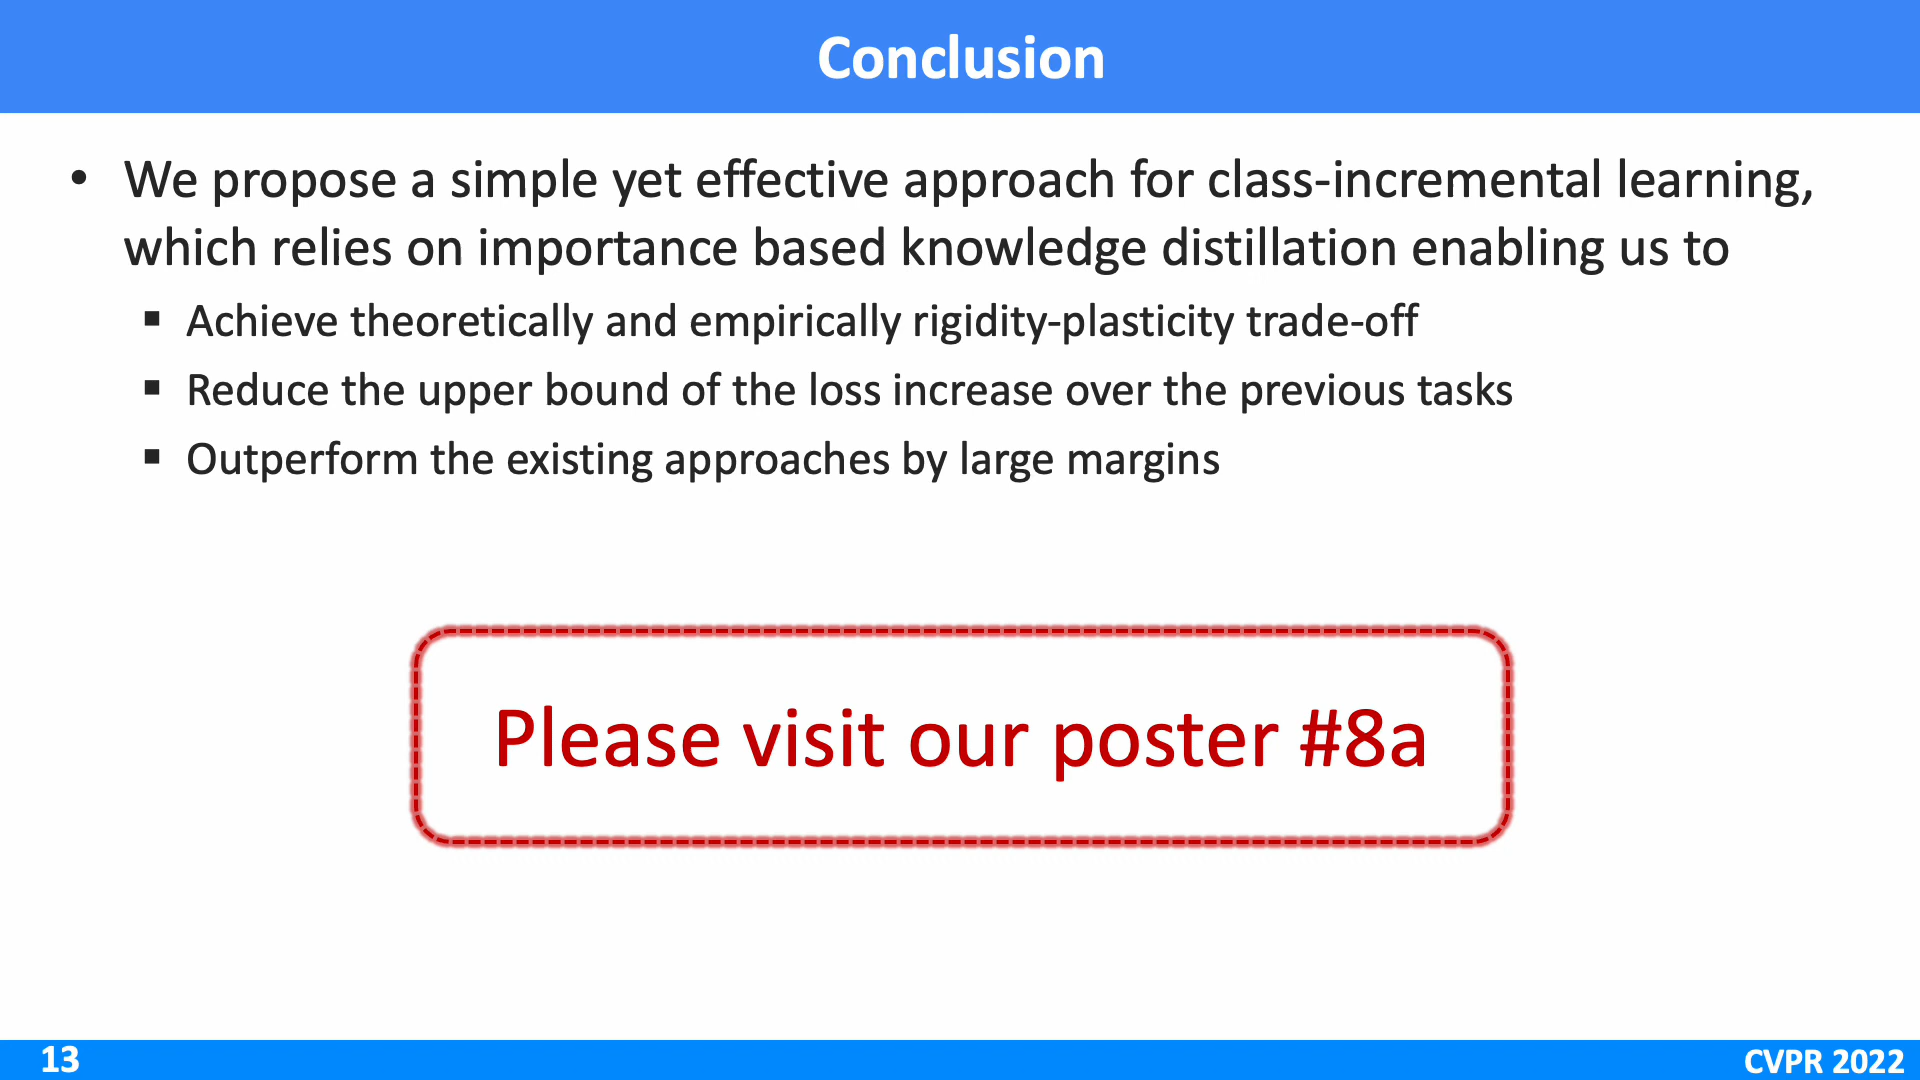 Conclusion
• We propose a simple yet effective approach for class-incremental learning,
which relies on importance based knowledge distillation enabling us to
▪ Achieve theoretically and empirically rigidity-plasticity trade-off
▪ Reduce the upper bound of the loss increase over the previous tasks
▪ Outperform the existing approaches by large margins
Please visit our poster #8a
13
CVPR 2022